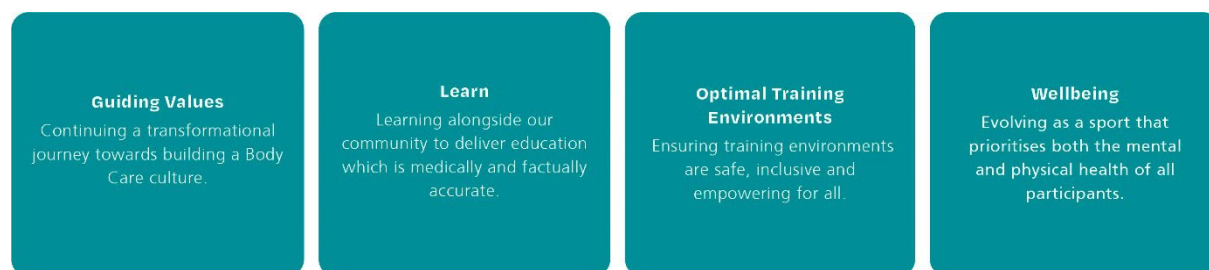 Guiding Values
Continuing a transformational
journey towards building a Body
Care culture.
Learn
Learning alongside our
community to deliver education
which is medically and factually
accurate.
Optimal Training
Environments
Ensuring training environments
are safe, inclusive and
empowering for all.
Wellbeing
Evolving as a sport that
prioritises both the mental
and physical health of all
participants.